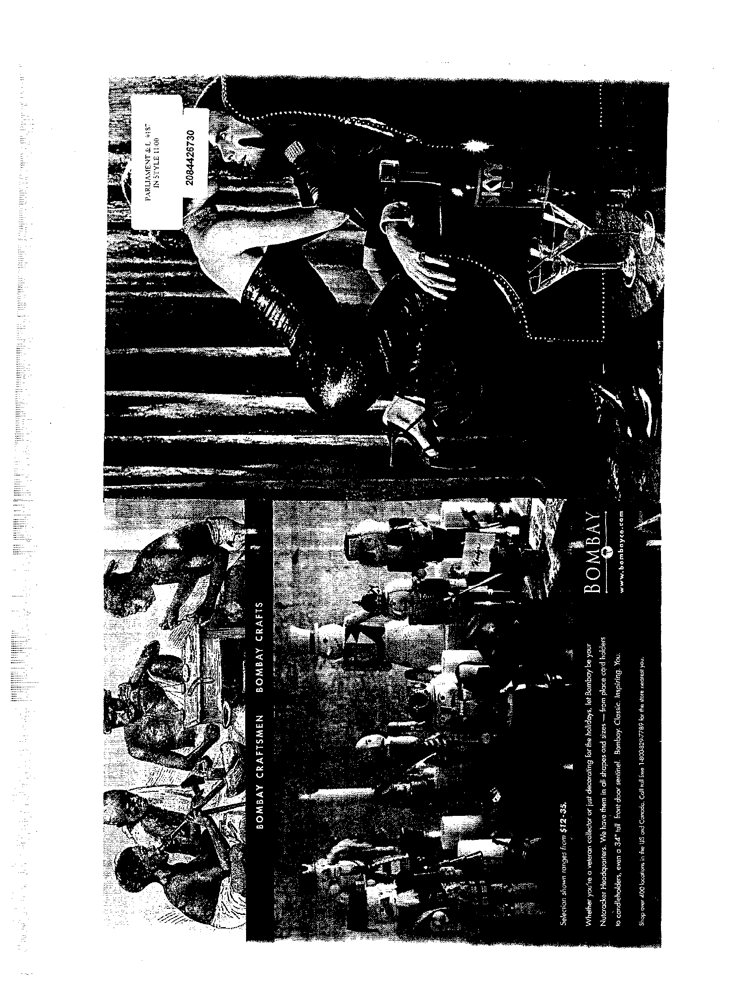 PARLIAMENT & L #187
IN STYLE 11/00
2084426730
SKYY
BOMBAY CRAFTSMEN BOMBAY CRAFTS
Selection shown ranges from $12-35.
Whether you're a veteran collector or just decorating for the holidays, let Bombay be your
Nutcracker Headquarters. We have them in all shapes and sizes — from place card holders
to candleholders, even a 34" tall front door sentinel. Bombay. Classic. Inspiring. You.
Shop over 400 locations in the US and Canada. Call toll free 1-800-829-7789 for the store nearest you.
BOMBAY
www.bombayco.com